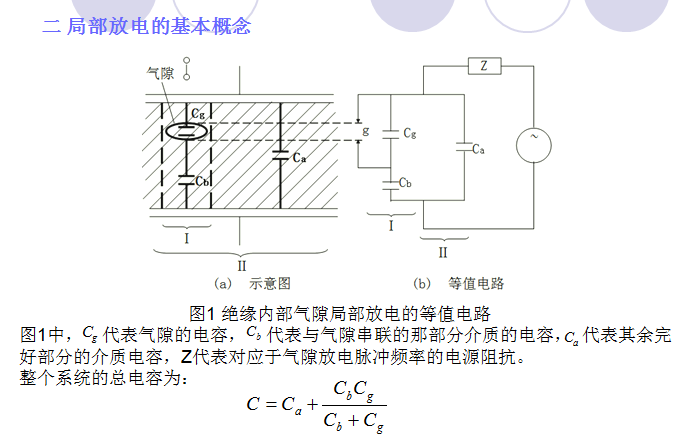 二 局部放电的基本概念
气隙
Cg
Cb
Ca
I
II
(a) 示意图
Z
g
Cg
Ca
~
Cb
I
II
(b) 等值电路
图1 绝缘内部气隙局部放电的等值电路
图1中，Cg 代表气隙的电容，Cb 代表与气隙串联的那部分介质的电容，Ca 代表其余完
好部分的介质电容，Z代表对应于气隙放电脉冲频率的电源阻抗。
整个系统的总电容为：
C = Ca + CbCg / (Cb + Cg)